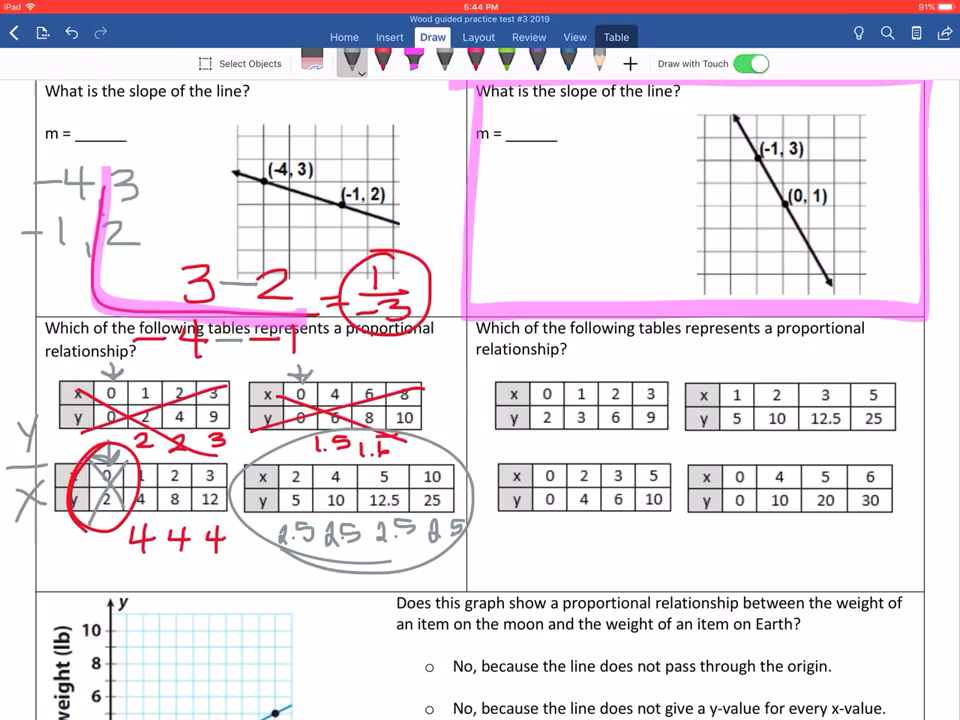 iPad 5:44 PM 91%
Wood guided practice test #3 2019
Home Insert Draw Layout Review View Table
Select Objects Draw with Touch
What is the slope of the line?
m = ______
(-4, 3)
(-1, 2)
-4, 3
-1, 2
3 - 2
-4 - -1
= 1
-3
What is the slope of the line?
m = ______
(-1, 3)
(0, 1)
Which of the following tables represents a proportional
relationship?
x 0 1 2 3
y 0 2 4 9
2 2 3
x 0 4 6 8
y 0 6 8 10
1.5 1.6
y
x
x 0 1 2 3
y 2 4 8 12
4 4 4
x 2 4 5 10
y 5 10 12.5 25
2.5 2.5 2.5 2.5
Which of the following tables represents a proportional
relationship?
x 0 1 2 3
y 2 3 6 9
x 1 2 3 5
y 5 10 12.5 25
x 0 2 3 5
y 0 4 6 10
x 0 4 5 6
y 0 10 20 30
y
10
8
6
weight (lb)
Does this graph show a proportional relationship between the weight of
an item on the moon and the weight of an item on Earth?
o No, because the line does not pass through the origin.
o No, because the line does not give a y-value for every x-value.